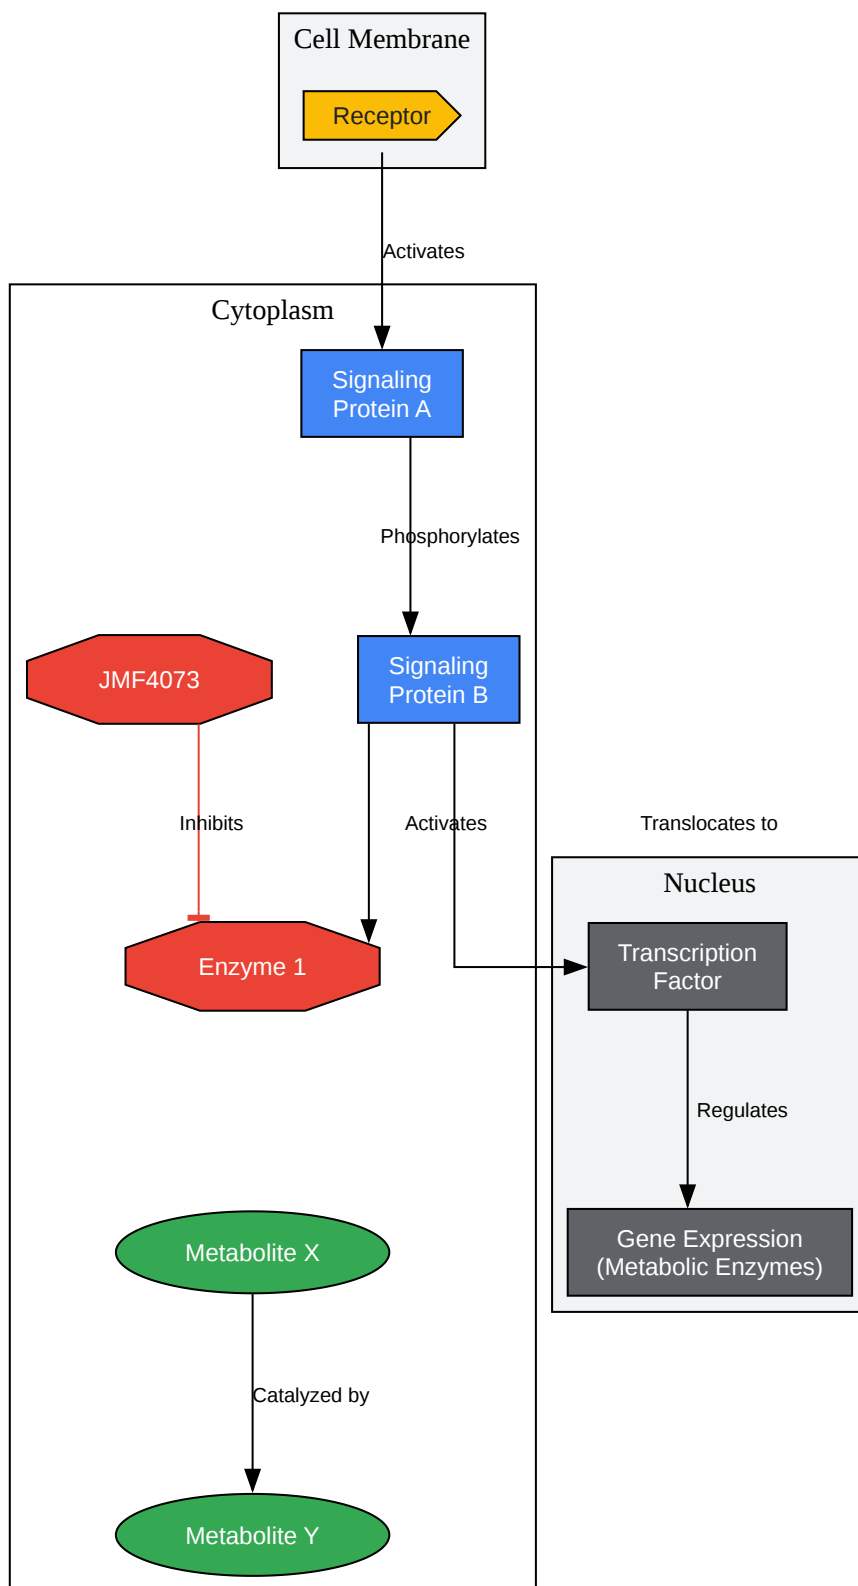 Cell Membrane
Receptor
Activates
Cytoplasm
Signaling
Protein A
Phosphorylates
JMF4073
Signaling
Protein B
Inhibits
Activates
Translocates to
Nucleus
Enzyme 1
Transcription
Factor
Regulates
Metabolite X
Gene Expression
(Metabolic Enzymes)
Catalyzed by
Metabolite Y